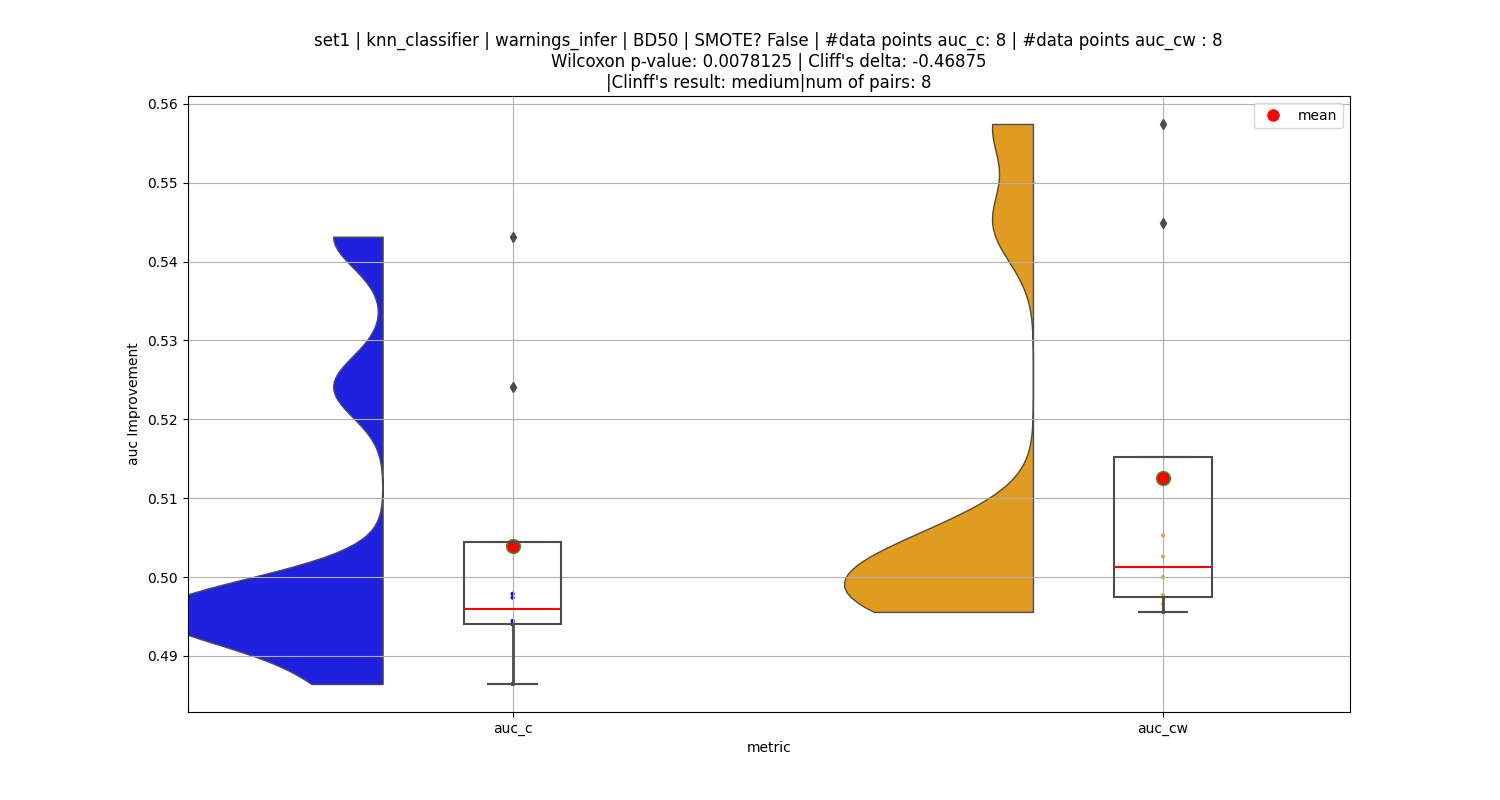 set1 | knn_classifier | warnings_infer | BD50 | SMOTE? False | #data points auc_c: 8 | #data points auc_cw : 8
Wilcoxon p-value: 0.0078125 | Cliff's delta: -0.46875
|Clinff's result: medium|num of pairs: 8
mean
0.56
0.55
0.54
0.53
0.52
0.51
0.50
0.49
auc Improvement
auc_c
auc_cw
metric